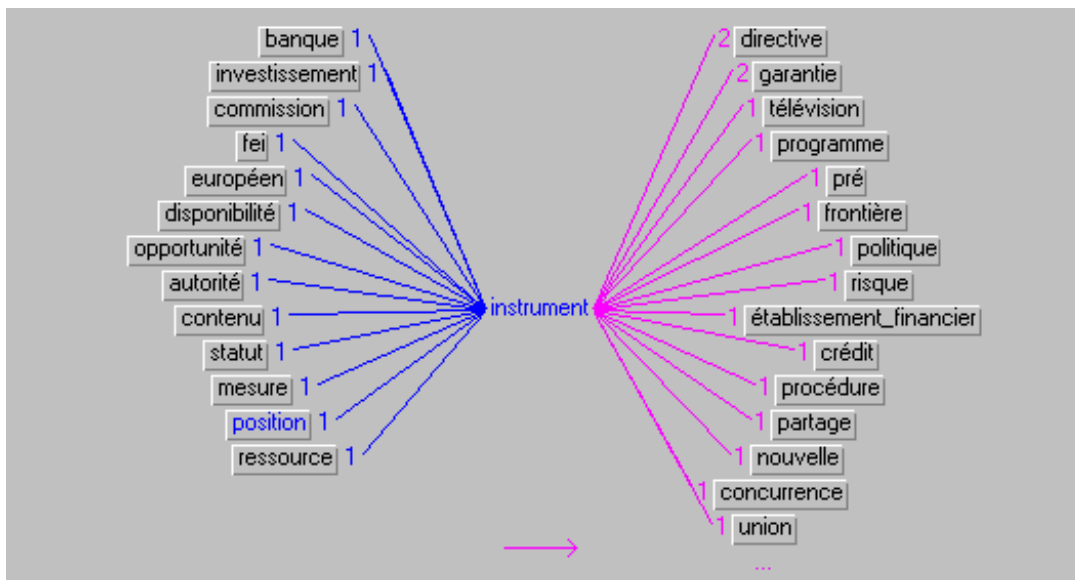 banque 1
investissement 1
commission 1
fei 1
européen 1
disponibilité 1
opportunité 1
autorité 1
contenu 1
statut 1
mesure 1
position 1
ressource 1
instrument
2 directive
2 garantie
1 télévision
1 programme
1 pré
1 frontière
1 politique
1 risque
1 établissement_financier
1 crédit
1 procédure
1 partage
1 nouvelle
1 concurrence
1 union
...